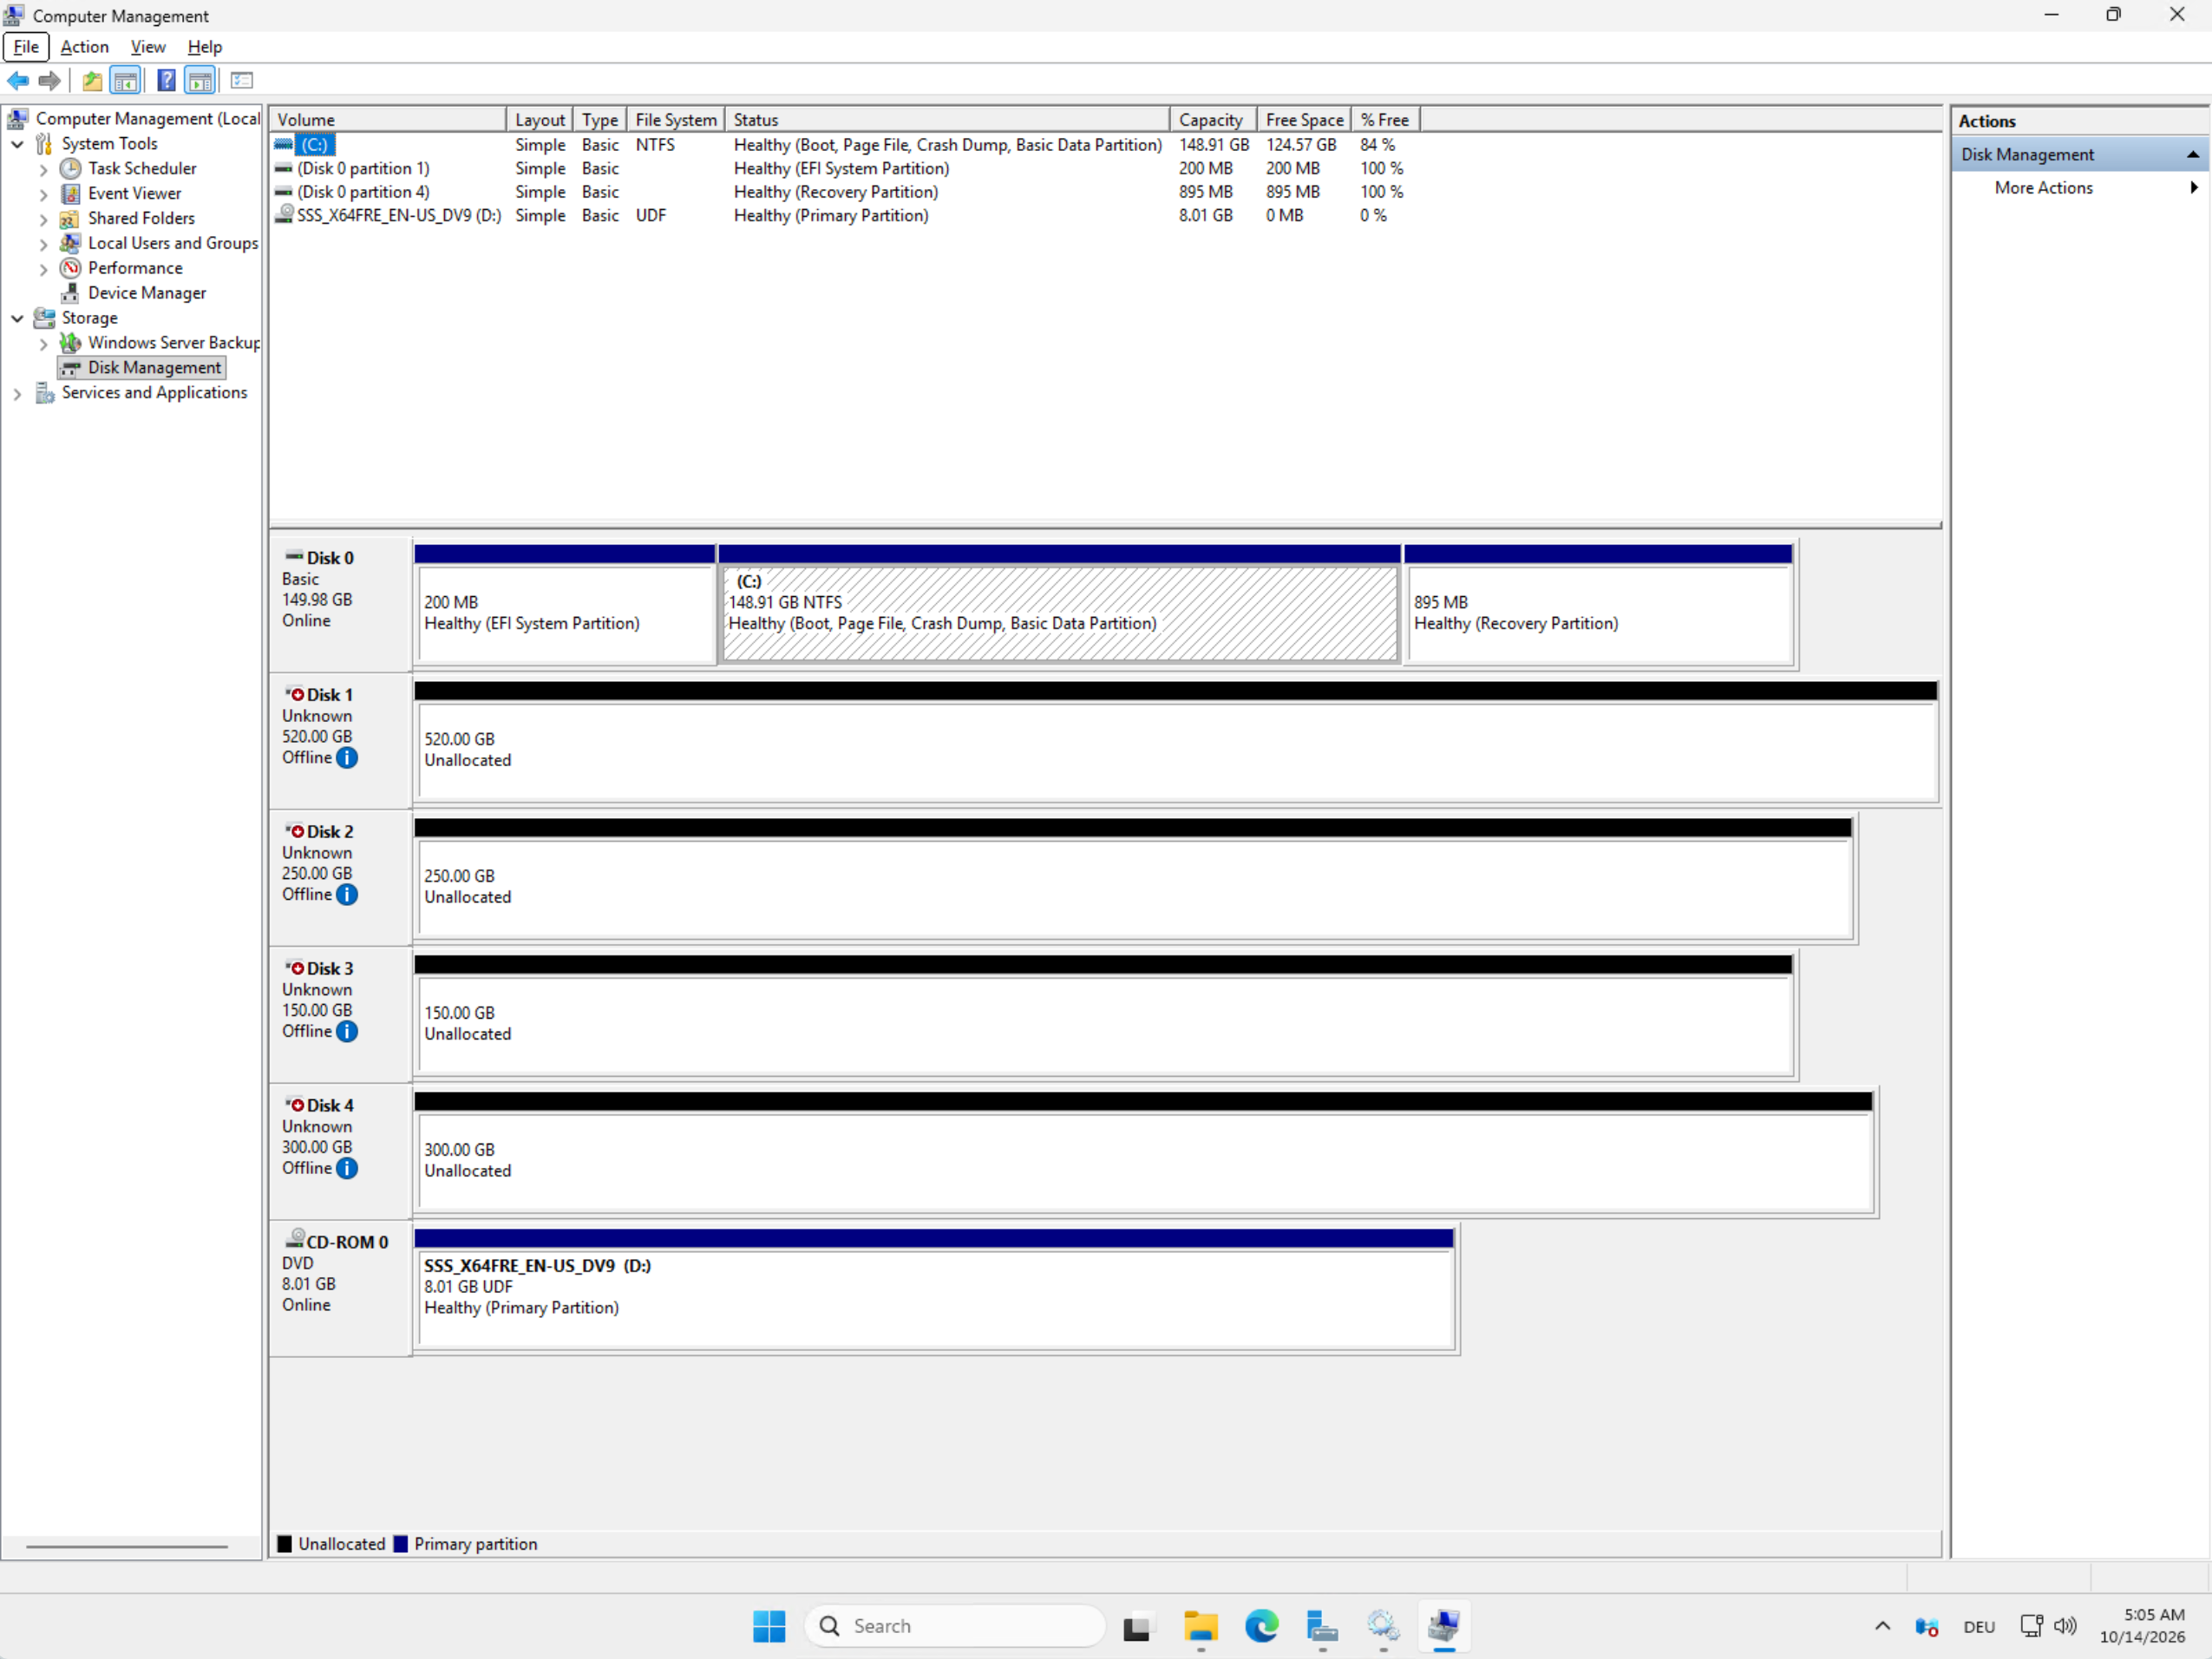 Computer Management
File Action View Help
Computer Management (Local
System Tools
Task Scheduler
Event Viewer
Shared Folders
Local Users and Groups
Performance
Device Manager
Storage
Windows Server Backup
Disk Management
Services and Applications
Volume Layout Type File System Status Capacity Free Space % Free
(C:) Simple Basic NTFS Healthy (Boot, Page File, Crash Dump, Basic Data Partition) 148.91 GB 124.57 GB 84 %
(Disk 0 partition 1) Simple Basic Healthy (EFI System Partition) 200 MB 200 MB 100 %
(Disk 0 partition 4) Simple Basic Healthy (Recovery Partition) 895 MB 895 MB 100 %
SSS_X64FRE_EN-US_DV9 (D:) Simple Basic UDF Healthy (Primary Partition) 8.01 GB 0 MB 0 %
Disk 0
Basic
149.98 GB
Online
200 MB
Healthy (EFI System Partition)
(C:)
148.91 GB NTFS
Healthy (Boot, Page File, Crash Dump, Basic Data Partition)
895 MB
Healthy (Recovery Partition)
Disk 1
Unknown
520.00 GB
Offline
520.00 GB
Unallocated
Disk 2
Unknown
250.00 GB
Offline
250.00 GB
Unallocated
Disk 3
Unknown
150.00 GB
Offline
150.00 GB
Unallocated
Disk 4
Unknown
300.00 GB
Offline
300.00 GB
Unallocated
CD-ROM 0
DVD
8.01 GB
Online
SSS_X64FRE_EN-US_DV9 (D:)
8.01 GB UDF
Healthy (Primary Partition)
Unallocated Primary partition
Actions
Disk Management
More Actions
Search
DEU
5:05 AM
10/14/2026